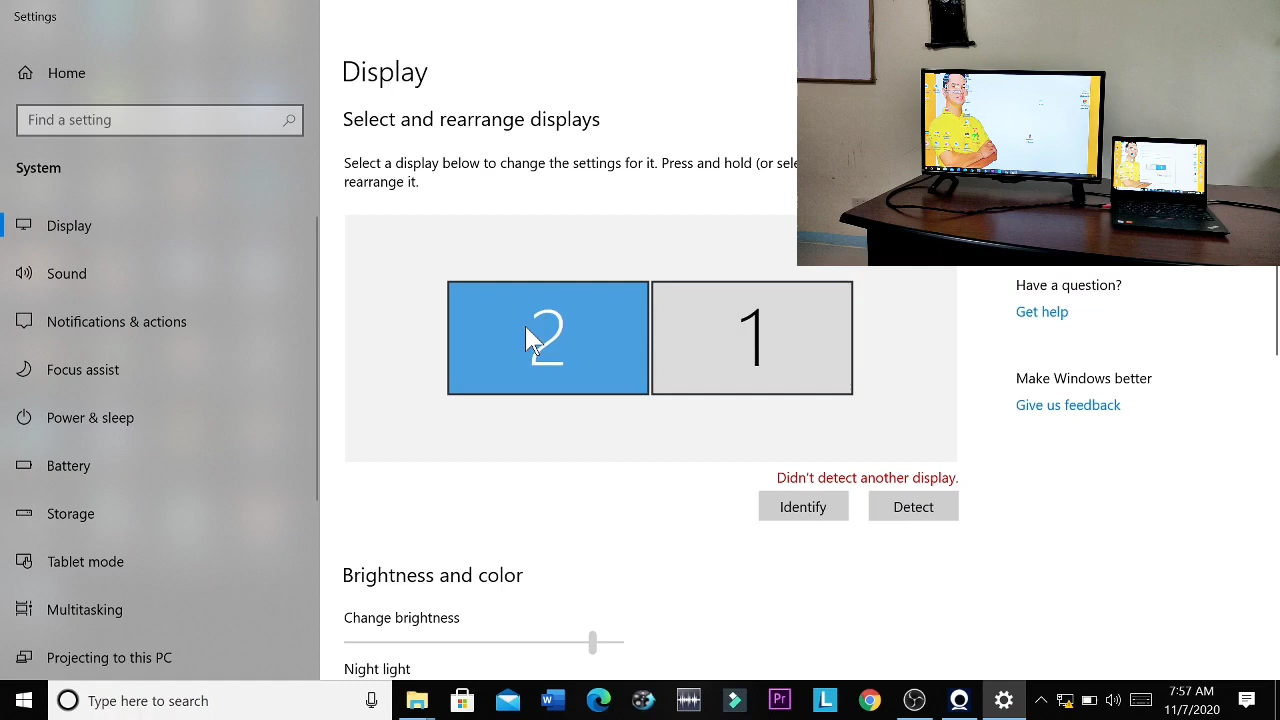 Settings
Home
Find a setting
System
Display
Sound
Notifications & actions
Focus assist
Power & sleep
Battery
Storage
Tablet mode
Multitasking
Projecting to this PC
Display
Select and rearrange displays
Select a display below to change the settings for it. Press and hold (or sele
rearrange it.
2
1
Didn't detect another display.
Identify
Detect
Brightness and color
Change brightness
Night light
Have a question?
Get help
Make Windows better
Give us feedback
Type here to search
W
Pr
L
7:57 AM
11/7/2020